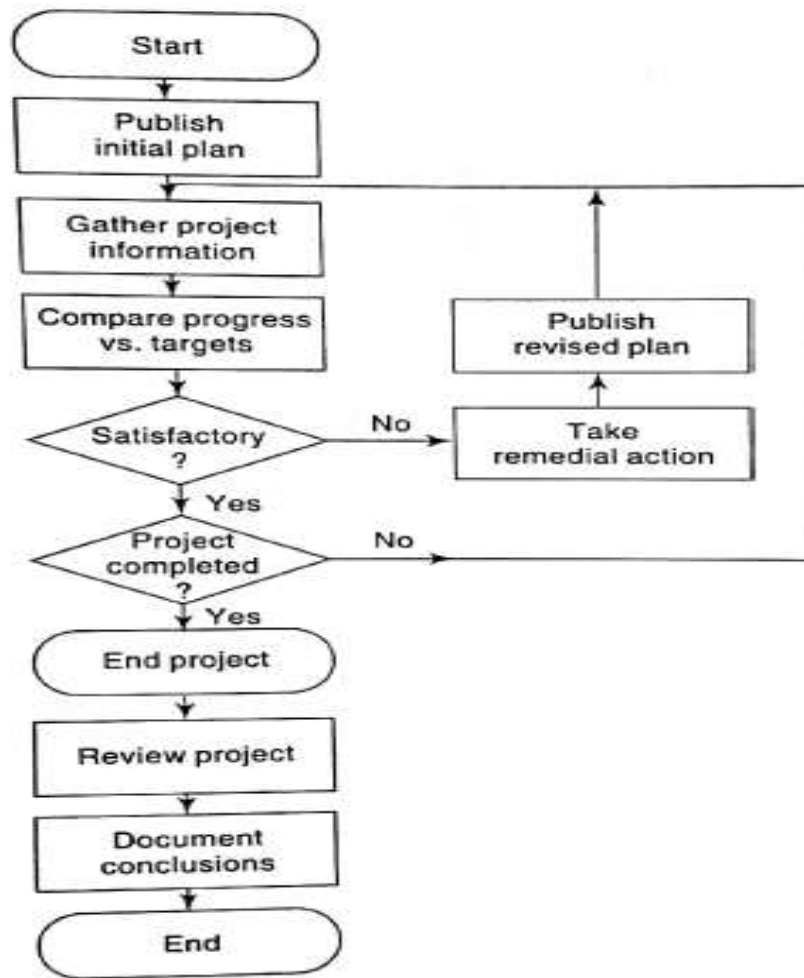 Start
Publish
initial plan
Gather project
information
Compare progress
vs. targets
Publish
revised plan
Satisfactory
?
No
Take
remedial action
Yes
Project
completed
?
No
Yes
End project
Review project
Document
conclusions
End